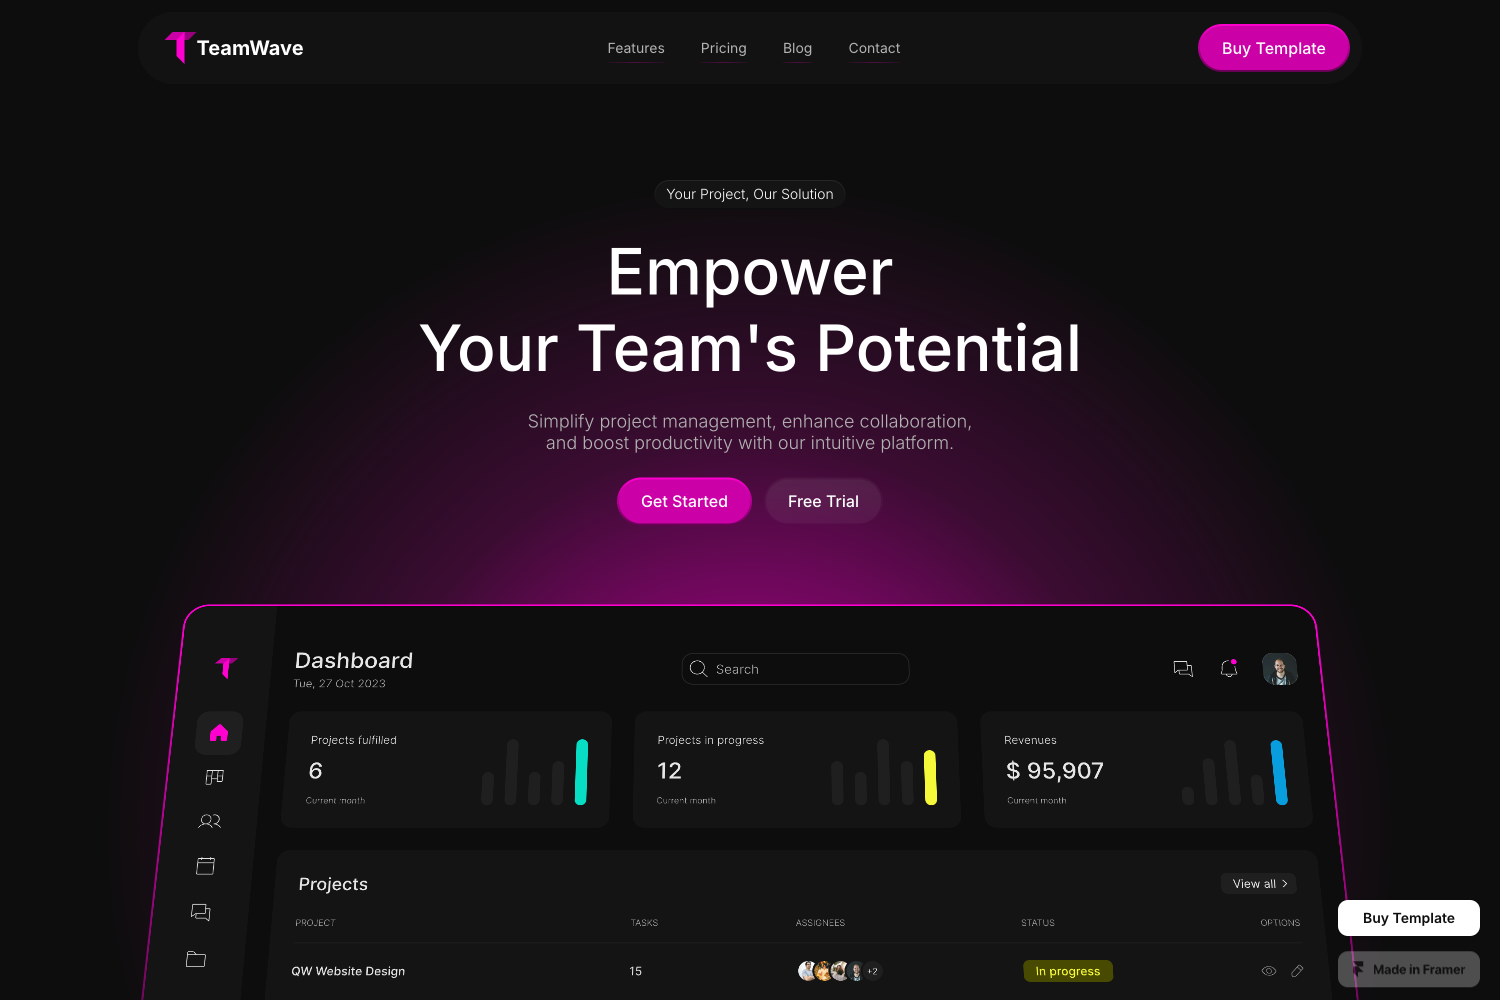 TeamWave
Features
Pricing
Blog
Contact
Buy Template
Your Project, Our Solution
Empower
Your Team's Potential
Simplify project management, enhance collaboration,
and boost productivity with our intuitive platform.
Get Started
Free Trial
Dashboard
Tue, 27 Oct 2023
Search
Projects fulfilled
6
Current month
Projects in progress
12
Current month
Revenues
$ 95,907
Current month
Projects
View all
PROJECT
TASKS
ASSIGNEES
STATUS
OPTIONS
QW Website Design
15
+2
In progress
Buy Template
Made in Framer